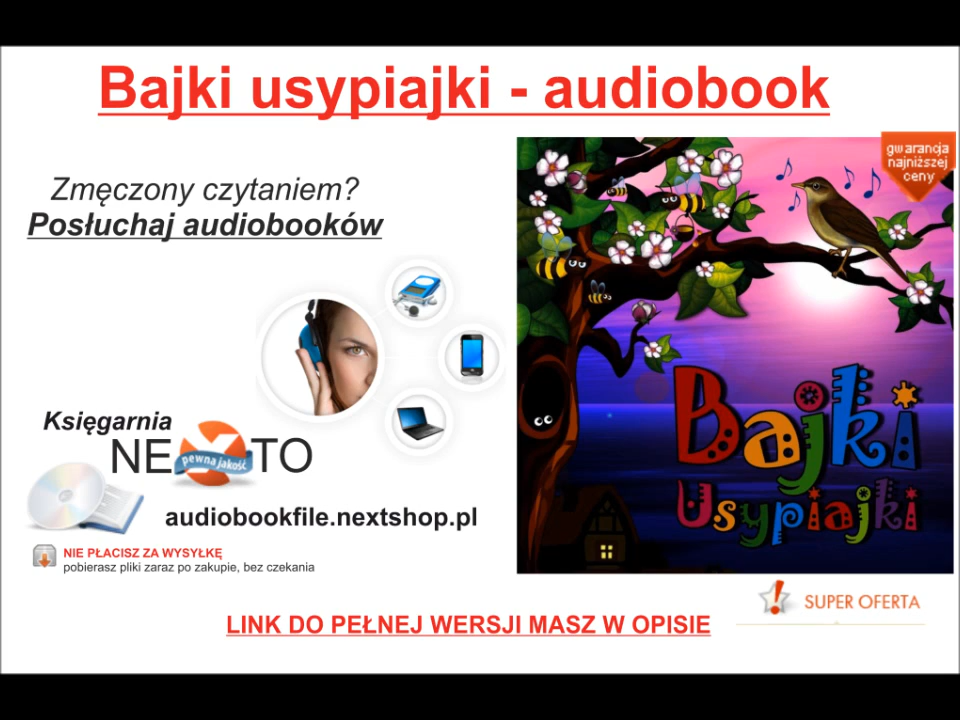 Bajki usypiajki - audiobook
Zmęczony czytaniem?
Posłuchaj audiobooków
gwarancja
najniższej
ceny
Bajki
Usypiajki
Księgarnia
NEXTO
pewna jakość
audiobookfile.nextshop.pl
NIE PŁACISZ ZA WYSYŁKĘ
pobierasz pliki zaraz po zakupie, bez czekania
SUPER OFERTA
LINK DO PEŁNEJ WERSJI MASZ W OPISIE